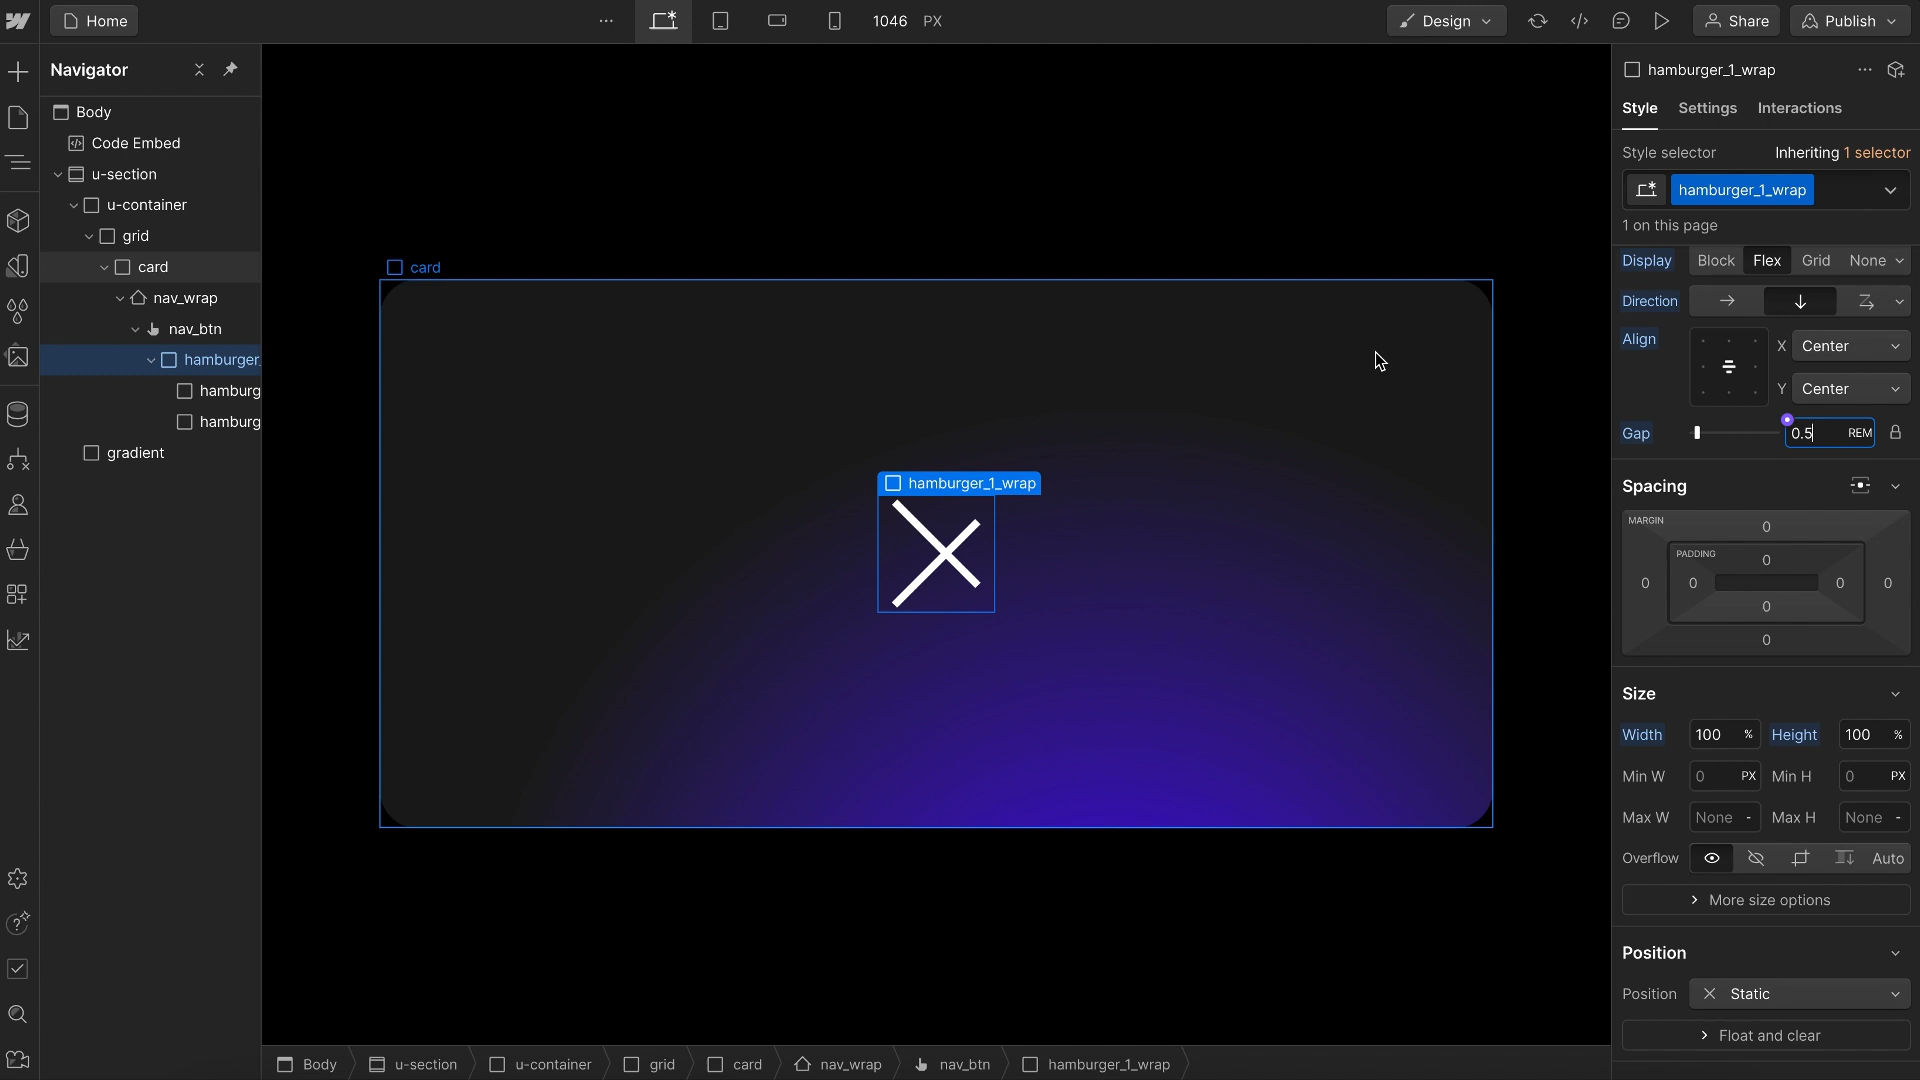 Home
1046 PX
Design
Share
Publish
Navigator
Body
Code Embed
u-section
u-container
grid
card
nav_wrap
nav_btn
hamburger_
hamburg
hamburg
gradient
card
hamburger_1_wrap
hamburger_1_wrap
Style Settings Interactions
Style selector Inheriting 1 selector
hamburger_1_wrap
1 on this page
Display Block Flex Grid None
Direction
Align X Center
Y Center
Gap 0.5 REM
Spacing
MARGIN 0
PADDING 0
0 0 0 0
0
0
Size
Width 100 % Height 100 %
Min W 0 PX Min H 0 PX
Max W None - Max H None -
Overflow Auto
More size options
Position
Position Static
Float and clear
Body u-section u-container grid card nav_wrap nav_btn hamburger_1_wrap